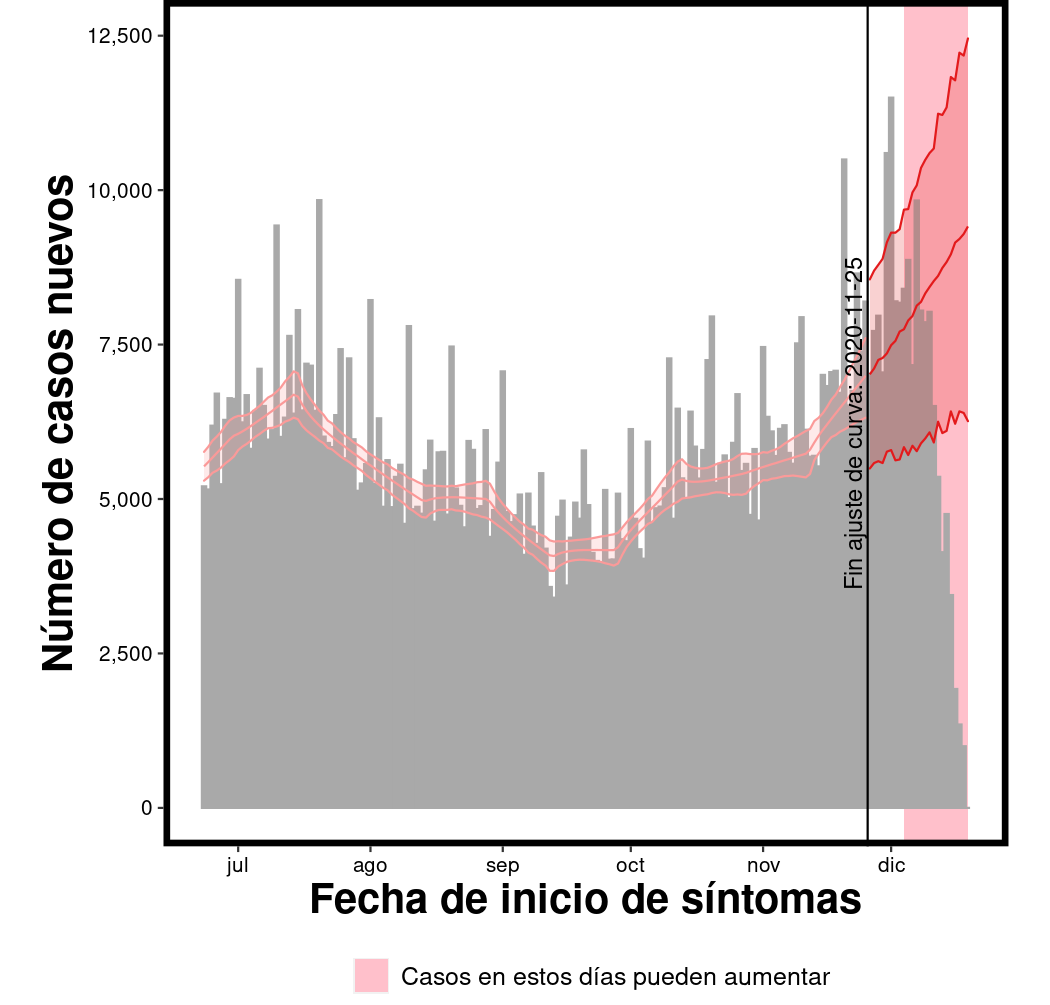 12,500
10,000
7,500
5,000
2,500
0
Número de casos nuevos
Fin ajuste de curva: 2020-11-25
jul ago sep oct nov dic
Fecha de inicio de síntomas
Casos en estos días pueden aumentar